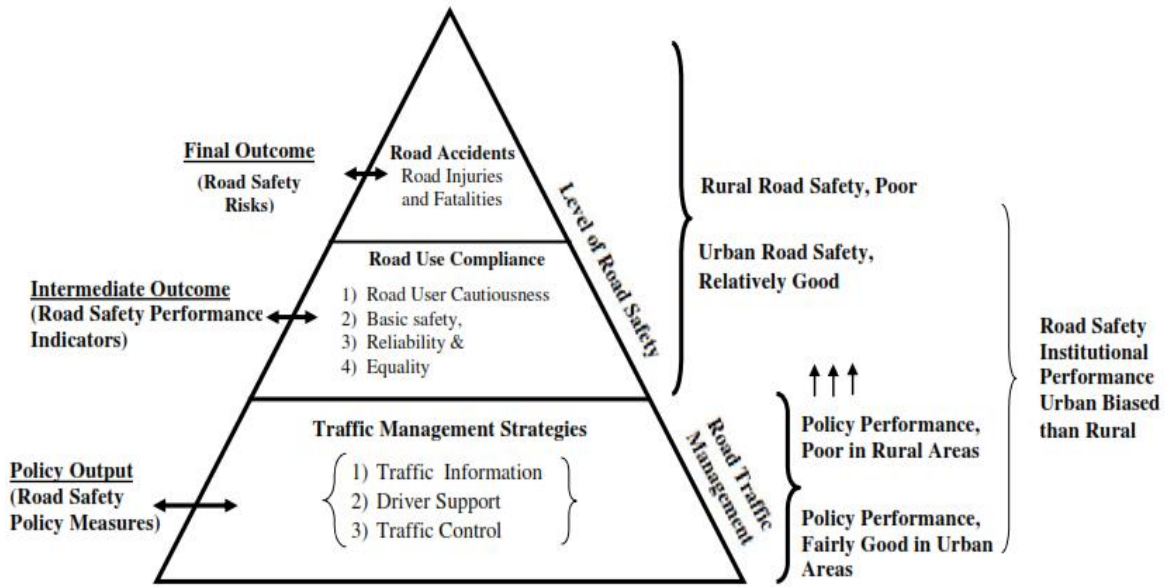 Final Outcome
(Road Safety
Risks)
Road Accidents
Road Injuries
and Fatalities
Intermediate Outcome
(Road Safety Performance
Indicators)
Road Use Compliance
1) Road User Cautiousness
2) Basic safety,
3) Reliability &
4) Equality
Policy Output
(Road Safety
Policy Measures)
Traffic Management Strategies
1) Traffic Information
2) Driver Support
3) Traffic Control
Level of Road Safety
Road Traffic
Management
Rural Road Safety, Poor
Urban Road Safety,
Relatively Good
Policy Performance,
Poor in Rural Areas
Policy Performance,
Fairly Good in Urban
Areas
Road Safety
Institutional
Performance
Urban Biased
than Rural